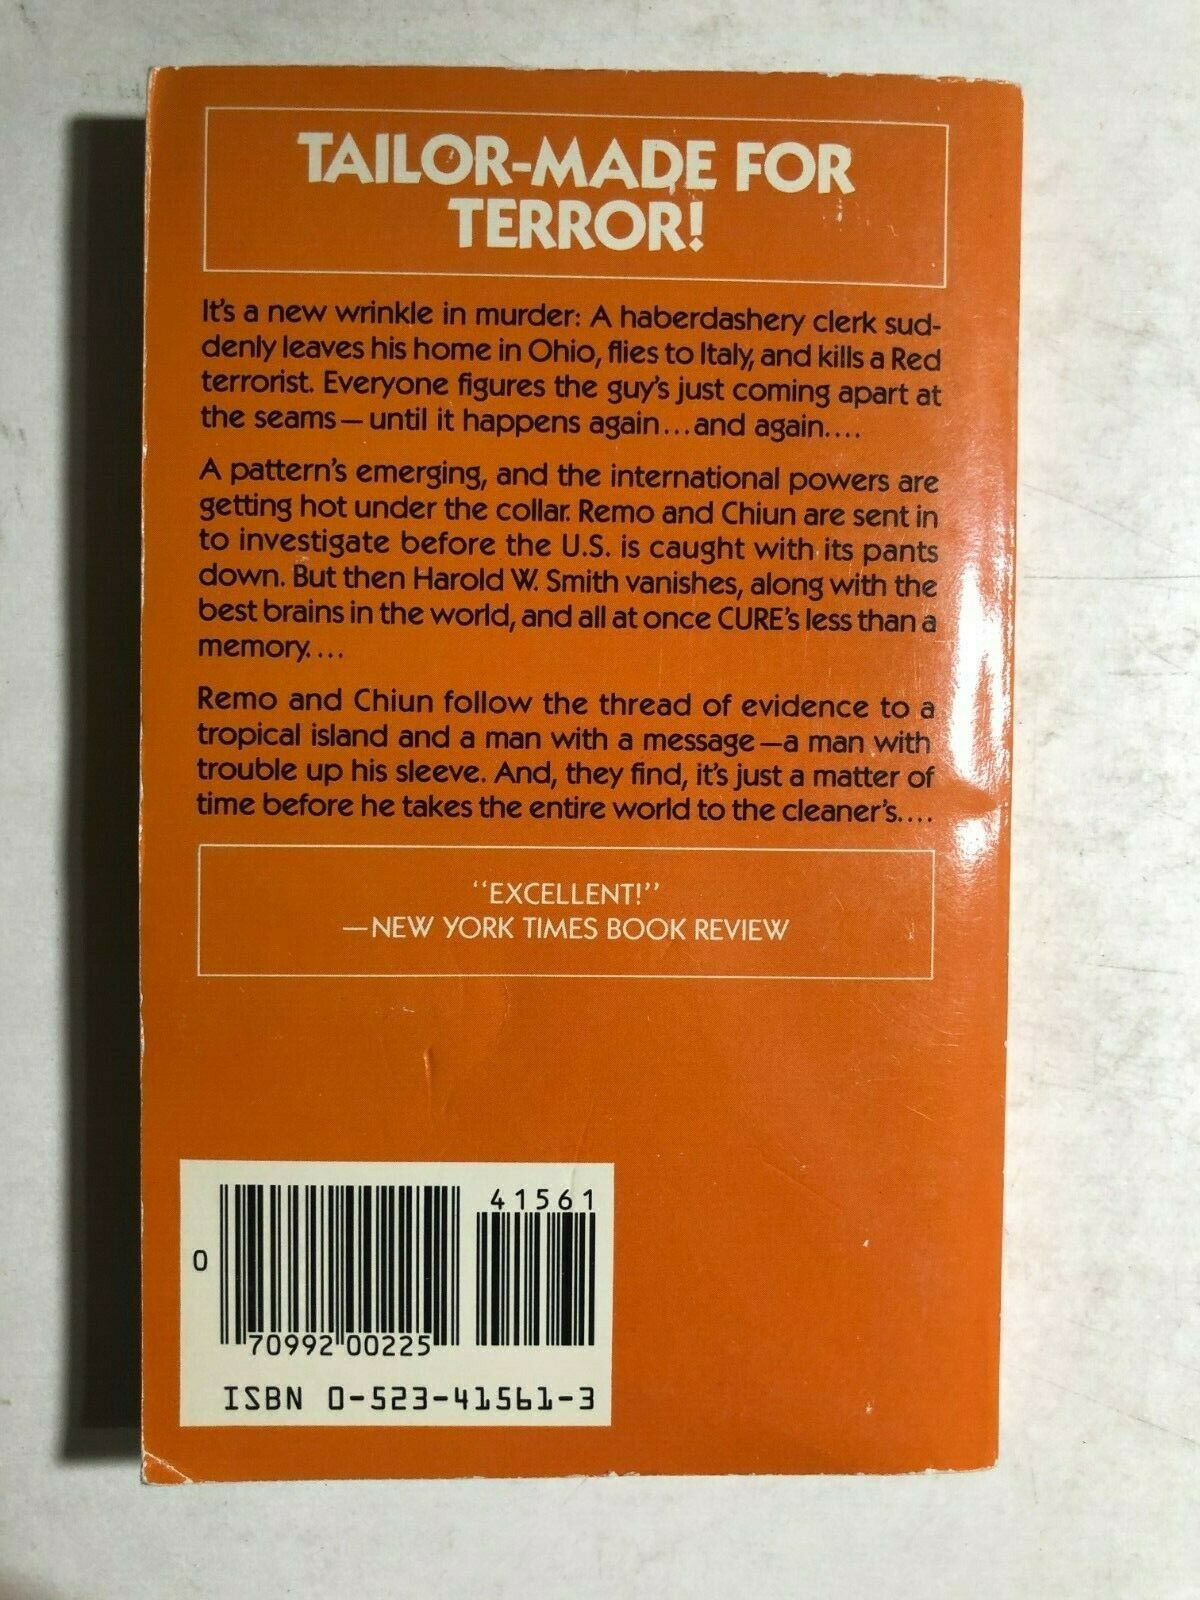 TAILOR-MADE FOR
TERROR!
It's a new wrinkle in murder: A haberdashery clerk sud-
denly leaves his home in Ohio, flies to Italy, and kills a Red
terrorist. Everyone figures the guy's just coming apart at
the seams—until it happens again...and again....
A pattern's emerging, and the international powers are
getting hot under the collar. Remo and Chiun are sent in
to investigate before the U.S. is caught with its pants
down. But then Harold W. Smith vanishes, along with the
best brains in the world, and all at once CURE's less than a
memory....
Remo and Chiun follow the thread of evidence to a
tropical island and a man with a message—a man with
trouble up his sleeve. And, they find, it's just a matter of
time before he takes the entire world to the cleaner's....
"EXCELLENT!"
—NEW YORK TIMES BOOK REVIEW
41561
0
70992 00225
ISBN 0-523-41561-3